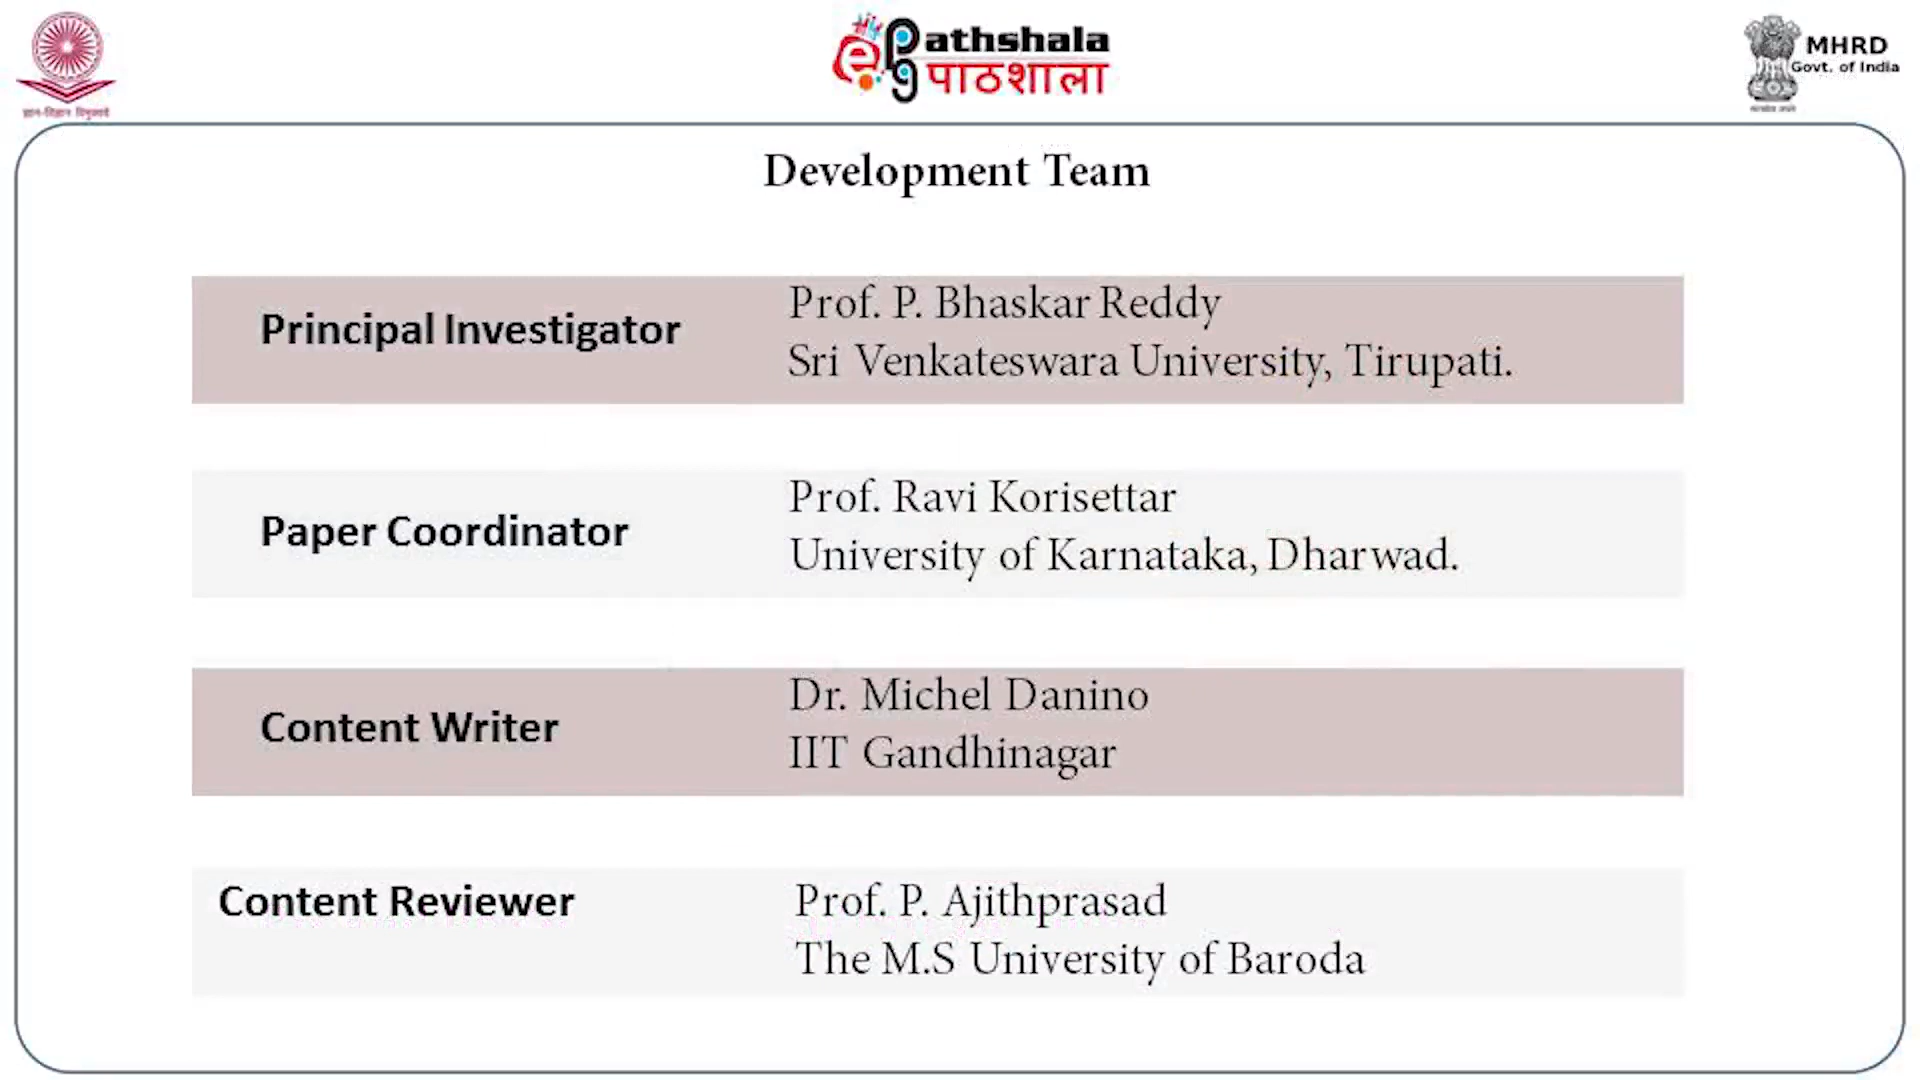 ePG Pathshala
पाठशाला
MHRD
Govt. of India
Development Team
Principal Investigator
Prof. P. Bhaskar Reddy
Sri Venkateswara University, Tirupati.
Paper Coordinator
Prof. Ravi Korisettar
University of Karnataka, Dharwad.
Content Writer
Dr. Michel Danino
IIT Gandhinagar
Content Reviewer
Prof. P. Ajithprasad
The M.S University of Baroda